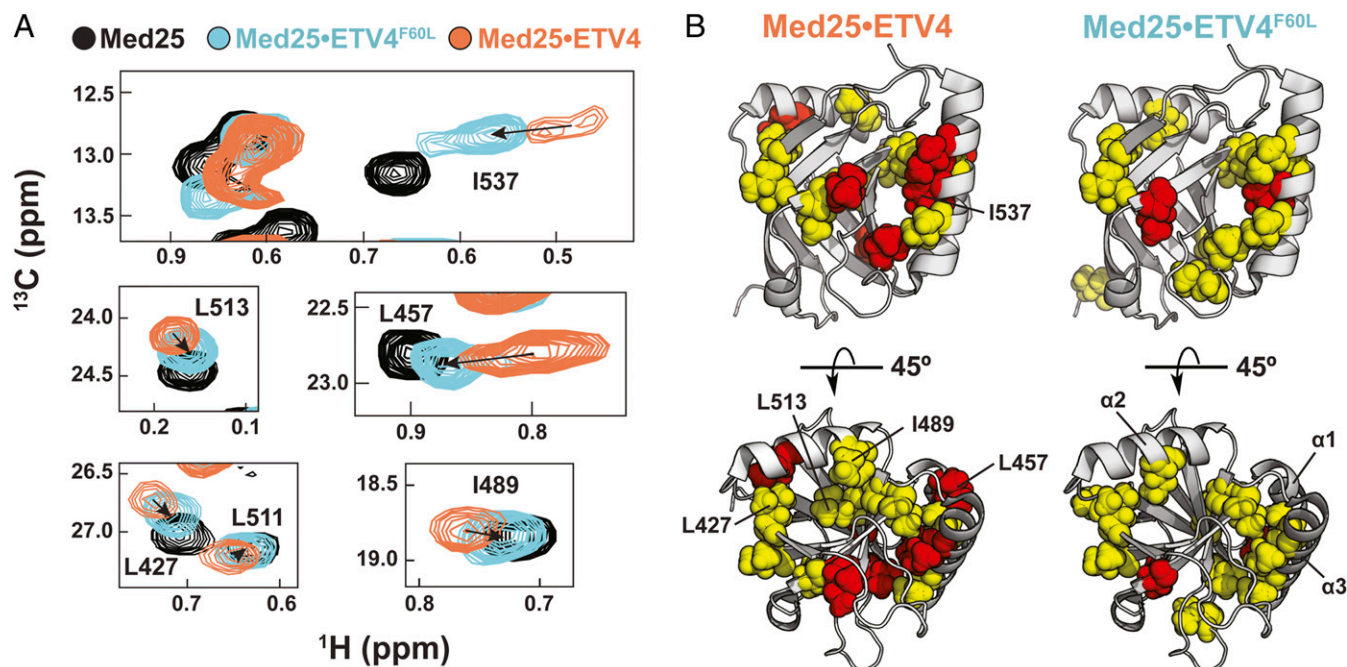 A
Med25 Med25•ETV4F60L Med25•ETV4
12.5
13.0
13.5
I537
0.9 0.6 0.7 0.6 0.5
13C (ppm)
24.0
24.5
L513
0.2 0.1
22.5
23.0
L457
0.9 0.8
26.5
27.0
L427
L511
0.7 0.6
18.5
19.0
I489
0.8 0.7
1H (ppm)
B
Med25•ETV4 Med25•ETV4F60L
I537
45º 45º
L513
I489
L457
L427
α2
α1
α3